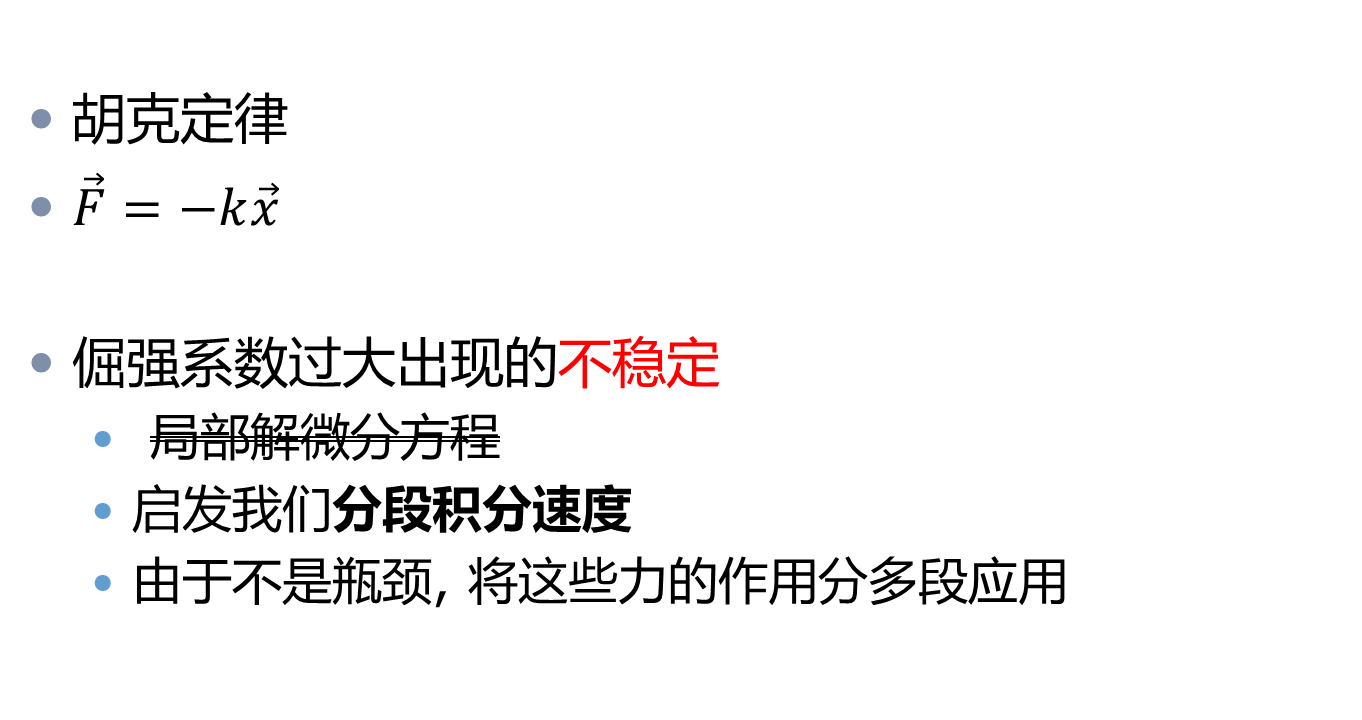 • 胡克定律
• $\vec{F} = -k\vec{x}$
• 倔强系数过大出现的不稳定
• 局部解微分方程
• 启发我们分段积分速度
• 由于不是瓶颈, 将这些力的作用分多段应用